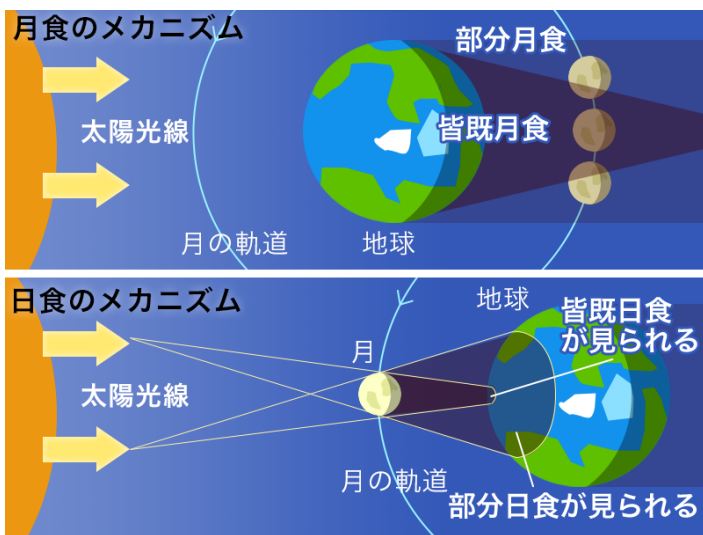 月食のメカニズム
部分月食
太陽光線
皆既月食
月の軌道
地球
日食のメカニズム
地球
皆既日食
が見られる
月
太陽光線
月の軌道
部分日食が見られる